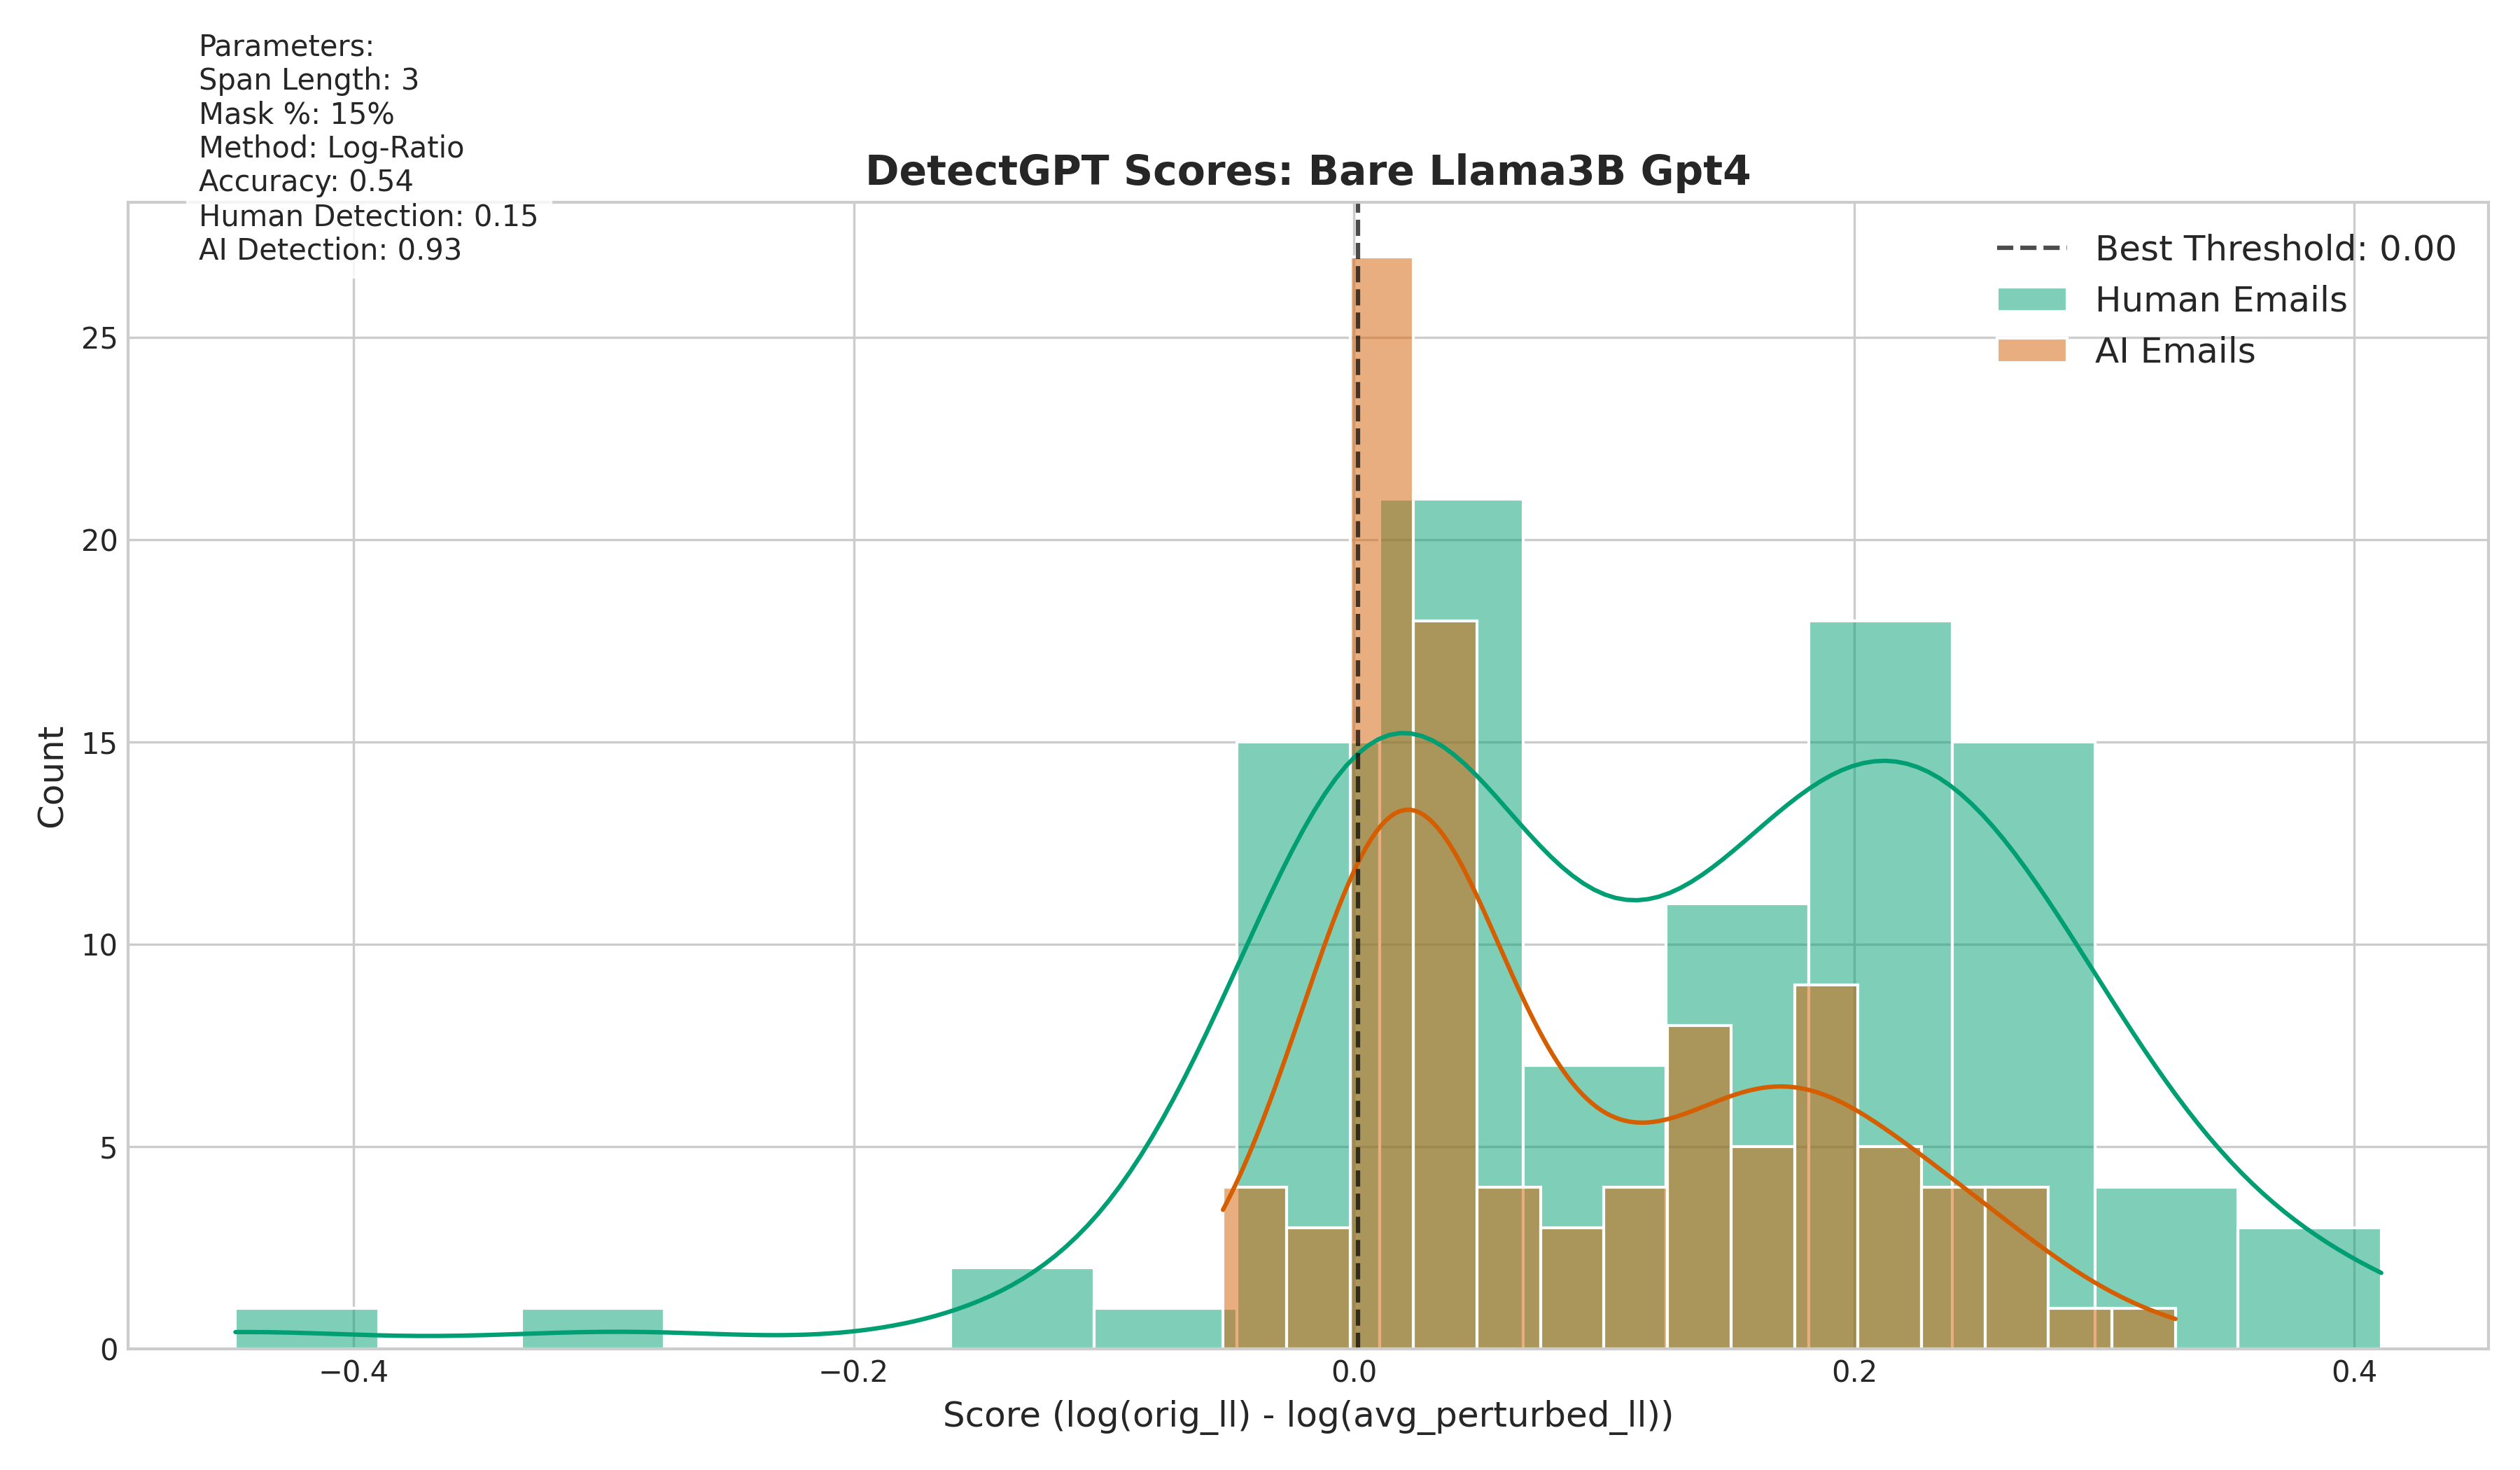 Parameters:
Span Length: 3
Mask %: 15%
Method: Log-Ratio
Accuracy: 0.54
Human Detection: 0.15
AI Detection: 0.93
DetectGPT Scores: Bare Llama3B Gpt4
Best Threshold: 0.00
Human Emails
AI Emails
Count
25
20
15
10
5
0
−0.4
−0.2
0.0
0.2
0.4
Score (log(orig_ll) - log(avg_perturbed_ll))